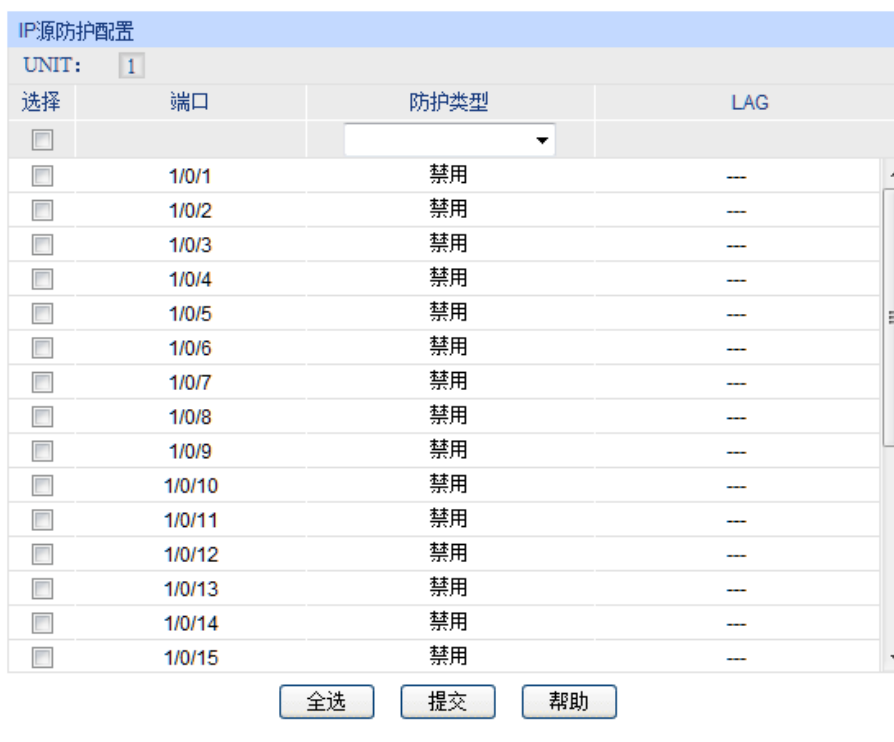 IP源防护配置
UNIT: 1
选择 端口 防护类型 LAG
1/0/1 禁用 ---
1/0/2 禁用 ---
1/0/3 禁用 ---
1/0/4 禁用 ---
1/0/5 禁用 ---
1/0/6 禁用 ---
1/0/7 禁用 ---
1/0/8 禁用 ---
1/0/9 禁用 ---
1/0/10 禁用 ---
1/0/11 禁用 ---
1/0/12 禁用 ---
1/0/13 禁用 ---
1/0/14 禁用 ---
1/0/15 禁用 ---
全选 提交 帮助